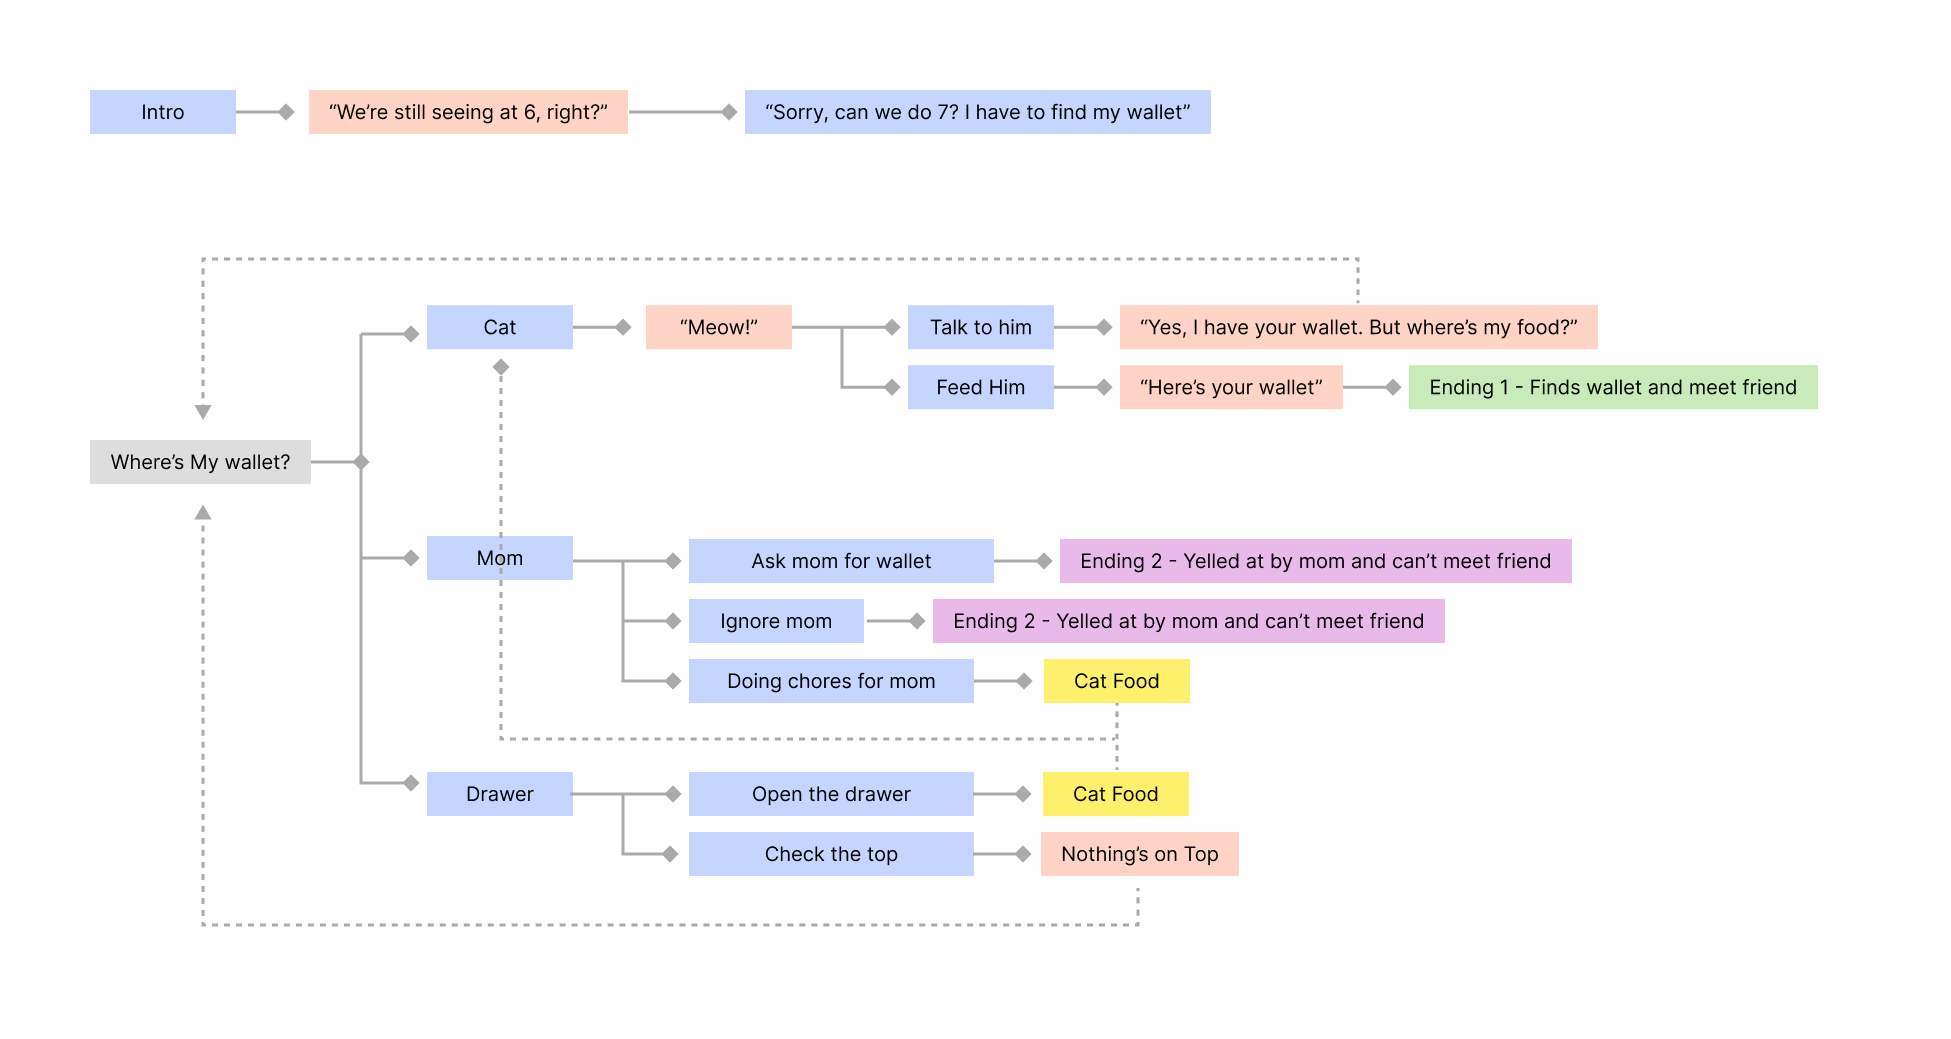 Intro
“We’re still seeing at 6, right?”
“Sorry, can we do 7? I have to find my wallet”
Cat
“Meow!”
Talk to him
“Yes, I have your wallet. But where’s my food?”
Feed Him
“Here’s your wallet”
Ending 1 - Finds wallet and meet friend
Where’s My wallet?
Mom
Ask mom for wallet
Ending 2 - Yelled at by mom and can’t meet friend
Ignore mom
Ending 2 - Yelled at by mom and can’t meet friend
Doing chores for mom
Cat Food
Drawer
Open the drawer
Cat Food
Check the top
Nothing’s on Top